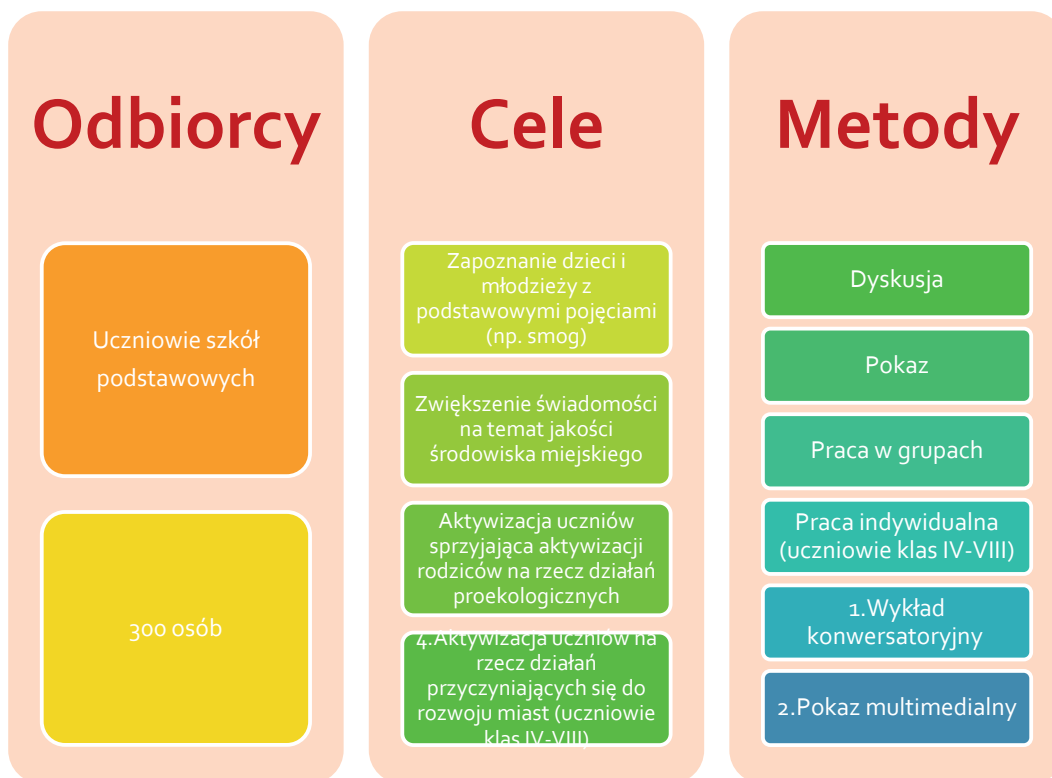 Odbiorcy
Uczniowie szkół
podstawowych
300 osób
Cele
Zapoznanie dzieci i
młodzieży z
podstawowymi pojęciami
(np. smog)
Zwiększenie świadomości
na temat jakości
środowiska miejskiego
Aktywizacja uczniów
sprzyjająca aktywizacji
rodziców na rzecz działań
proekologicznych
4.Aktywizacja uczniów na
rzecz działań
przyczyniających się do
rozwoju miast (uczniowie
klas IV-VIII)
Metody
Dyskusja
Pokaz
Praca w grupach
Praca indywidualna
(uczniowie klas IV-VIII)
1.Wykład
konwersatoryjny
2.Pokaz multimedialny